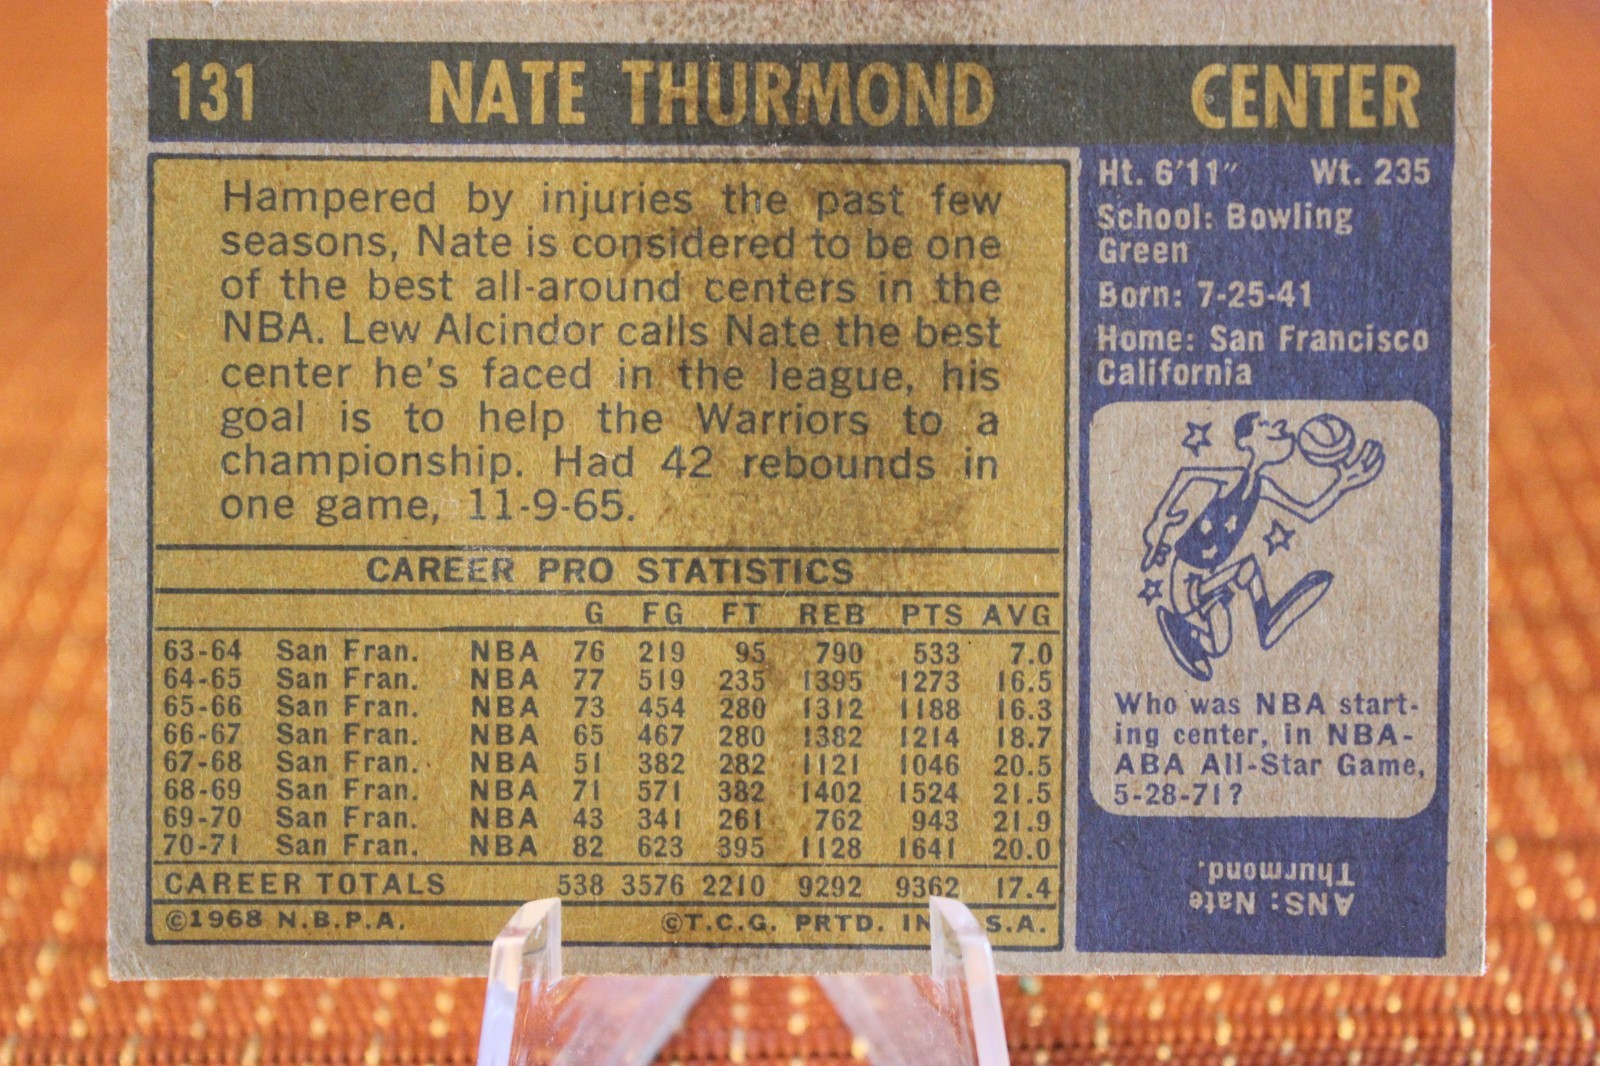 131 NATE THURMOND CENTER
Hampered by injuries the past few
seasons, Nate is considered to be one
of the best all-around centers in the
NBA. Lew Alcindor calls Nate the best
center he's faced in the league, his
goal is to help the Warriors to a
championship. Had 42 rebounds in
one game, 11-9-65.
CAREER PRO STATISTICS
G FG FT REB PTS AVG
63-64 San Fran. NBA 76 219 95 790 533 7.0
64-65 San Fran. NBA 77 519 235 1395 1273 16.5
65-66 San Fran. NBA 73 454 280 1312 1188 16.3
66-67 San Fran. NBA 65 467 280 1382 1214 18.7
67-68 San Fran. NBA 51 382 282 1121 1046 20.5
68-69 San Fran. NBA 71 571 382 1402 1524 21.5
69-70 San Fran. NBA 43 341 261 762 943 21.9
70-71 San Fran. NBA 82 623 395 1128 1641 20.0
CAREER TOTALS 538 3576 2210 9292 9362 17.4
©1968 N.B.P.A. ©T.C.G. PRTD. IN S.A.
Ht. 6'11" Wt. 235
School: Bowling
Green
Born: 7-25-41
Home: San Francisco
California
Who was NBA start-
ing center, in NBA-
ABA All-Star Game,
5-28-71?
ANS: Nate
Thurmond.